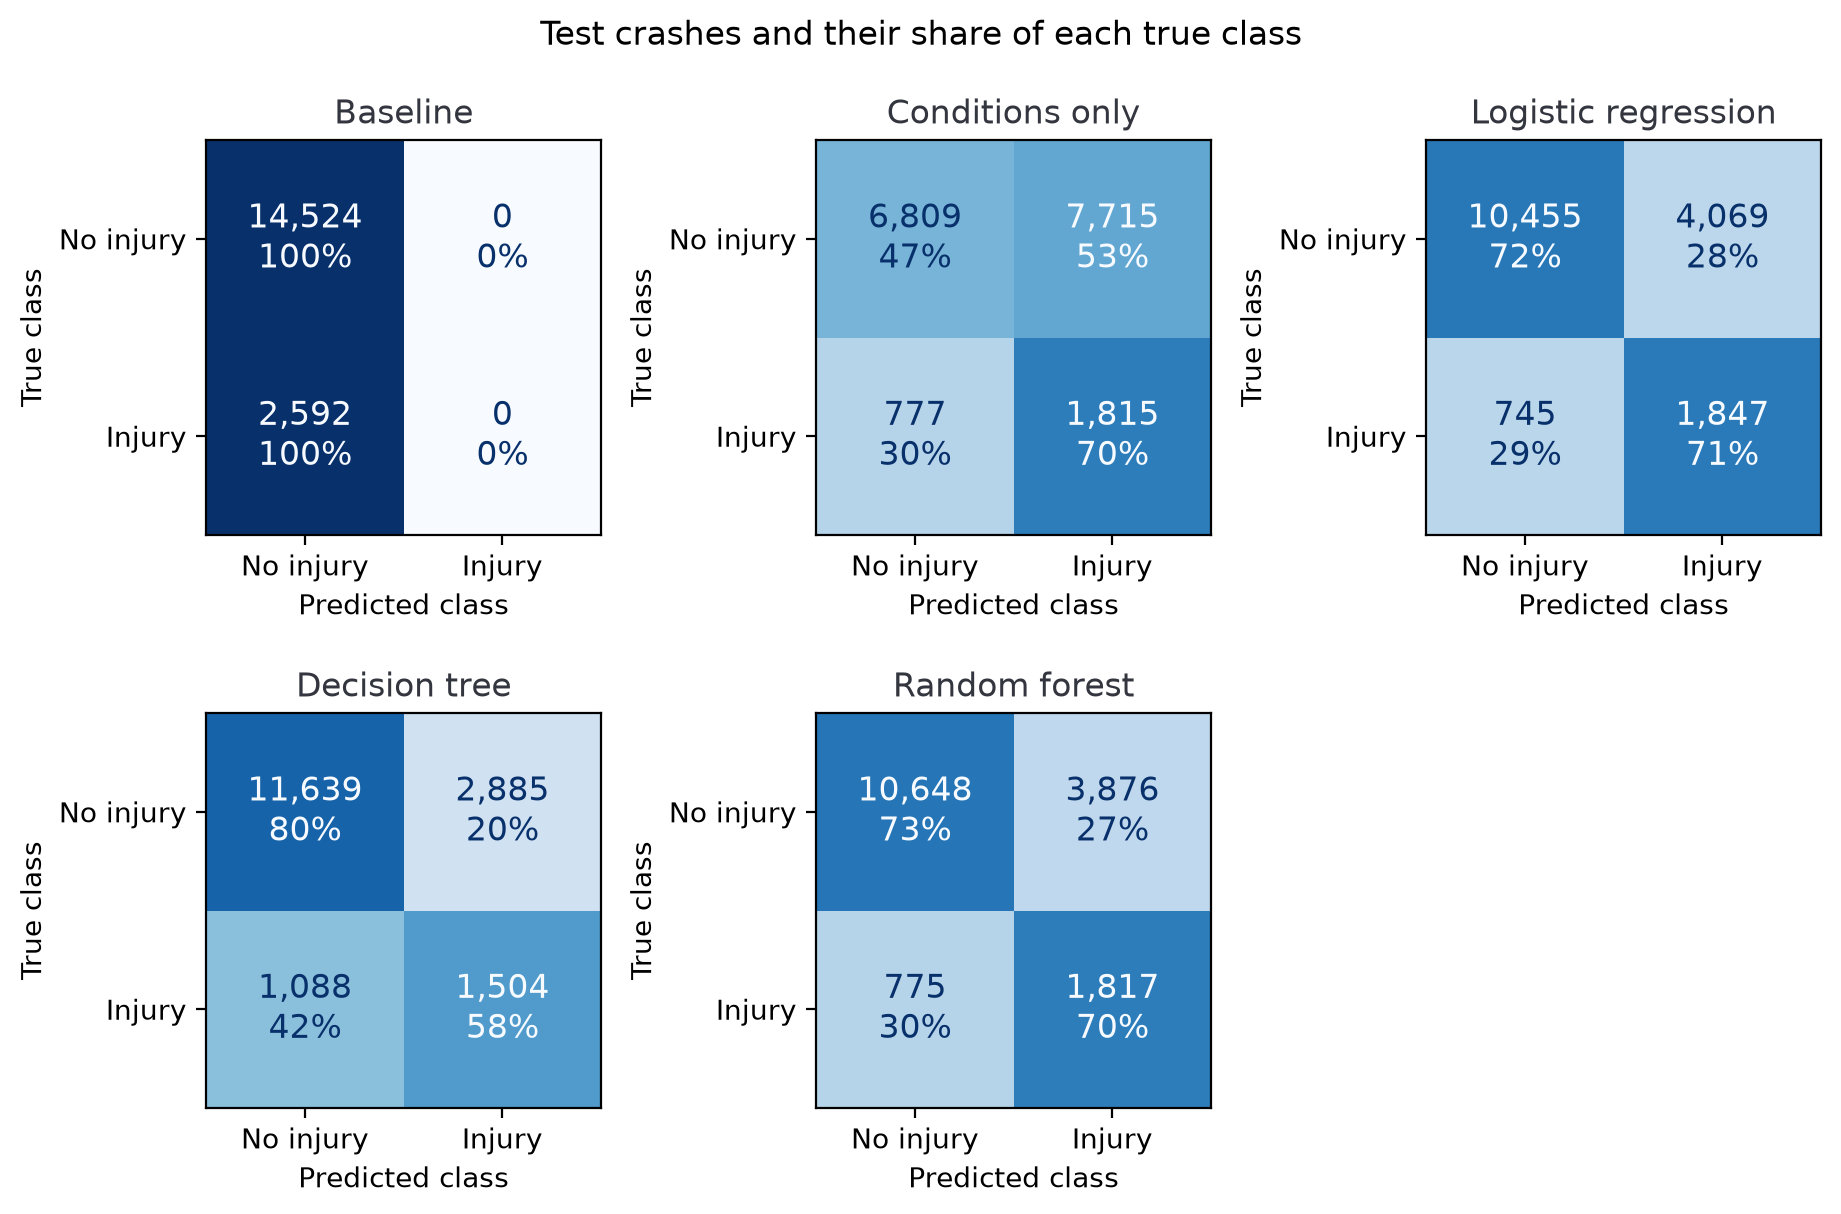 Test crashes and their share of each true class
Baseline
True class
No injury
14,524
100%
0
0%
Injury
2,592
100%
0
0%
No injury
Injury
Predicted class
Conditions only
True class
No injury
6,809
47%
7,715
53%
Injury
777
30%
1,815
70%
No injury
Injury
Predicted class
Logistic regression
True class
No injury
10,455
72%
4,069
28%
Injury
745
29%
1,847
71%
No injury
Injury
Predicted class
Decision tree
True class
No injury
11,639
80%
2,885
20%
Injury
1,088
42%
1,504
58%
No injury
Injury
Predicted class
Random forest
True class
No injury
10,648
73%
3,876
27%
Injury
775
30%
1,817
70%
No injury
Injury
Predicted class